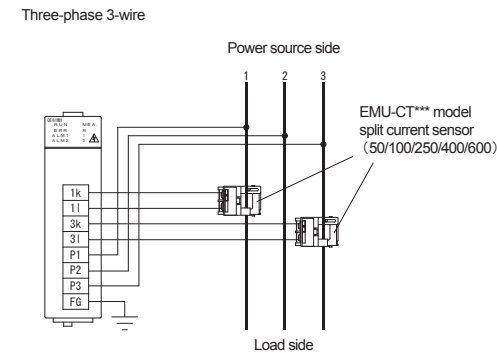 Three-phase 3-wire
Power source side
1 2 3
EMU-CT*** model
split current sensor
(50/100/250/400/600)
RUN MEA.
ERR R
ALM1 1
ALM2
1k
1l
3k
3l
P1
P2
P3
FG
Load side